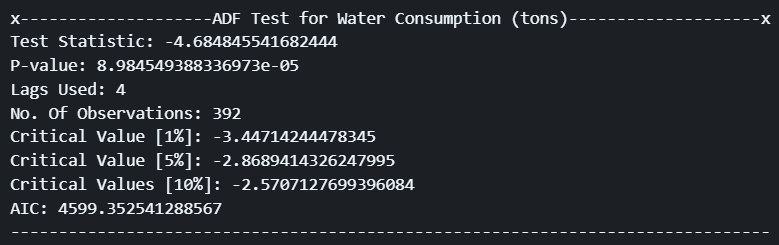 x--------------------ADF Test for Water Consumption (tons)--------------------x
Test Statistic: -4.684845541682444
P-value: 8.984549388336973e-05
Lags Used: 4
No. Of Observations: 392
Critical Value [1%]: -3.44714244478345
Critical Value [5%]: -2.8689414326247995
Critical Values [10%]: -2.5707127699396084
AIC: 4599.352541288567
-------------------------------------------------------------------------------